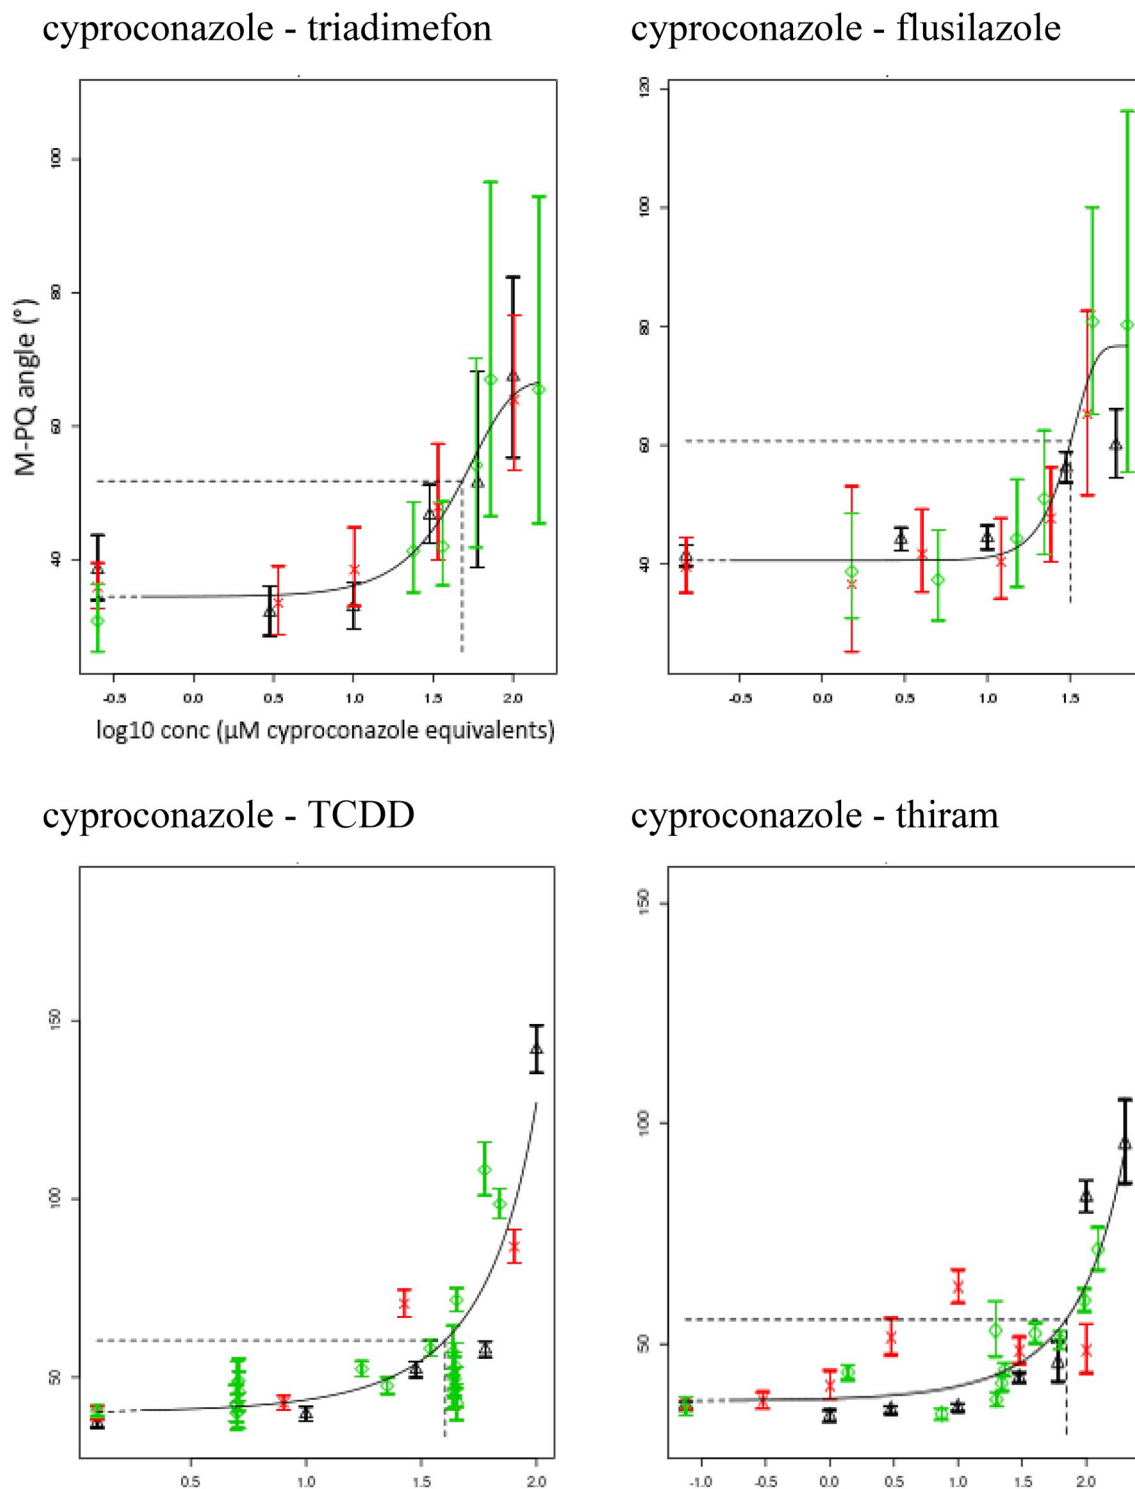 cyproconazole - triadimefon
cyproconazole - flusilazole
M-PQ angle (°)
100
80
60
40
-0.5 0.0 0.5 1.0 1.5 2.0
log10 conc (µM cyproconazole equivalents)
120
100
80
60
40
-0.5 0.0 0.5 1.0 1.5
cyproconazole - TCDD
cyproconazole - thiram
150
100
50
0.5 1.0 1.5 2.0
150
100
50
-1.0 -0.5 0.0 0.5 1.0 1.5 2.0